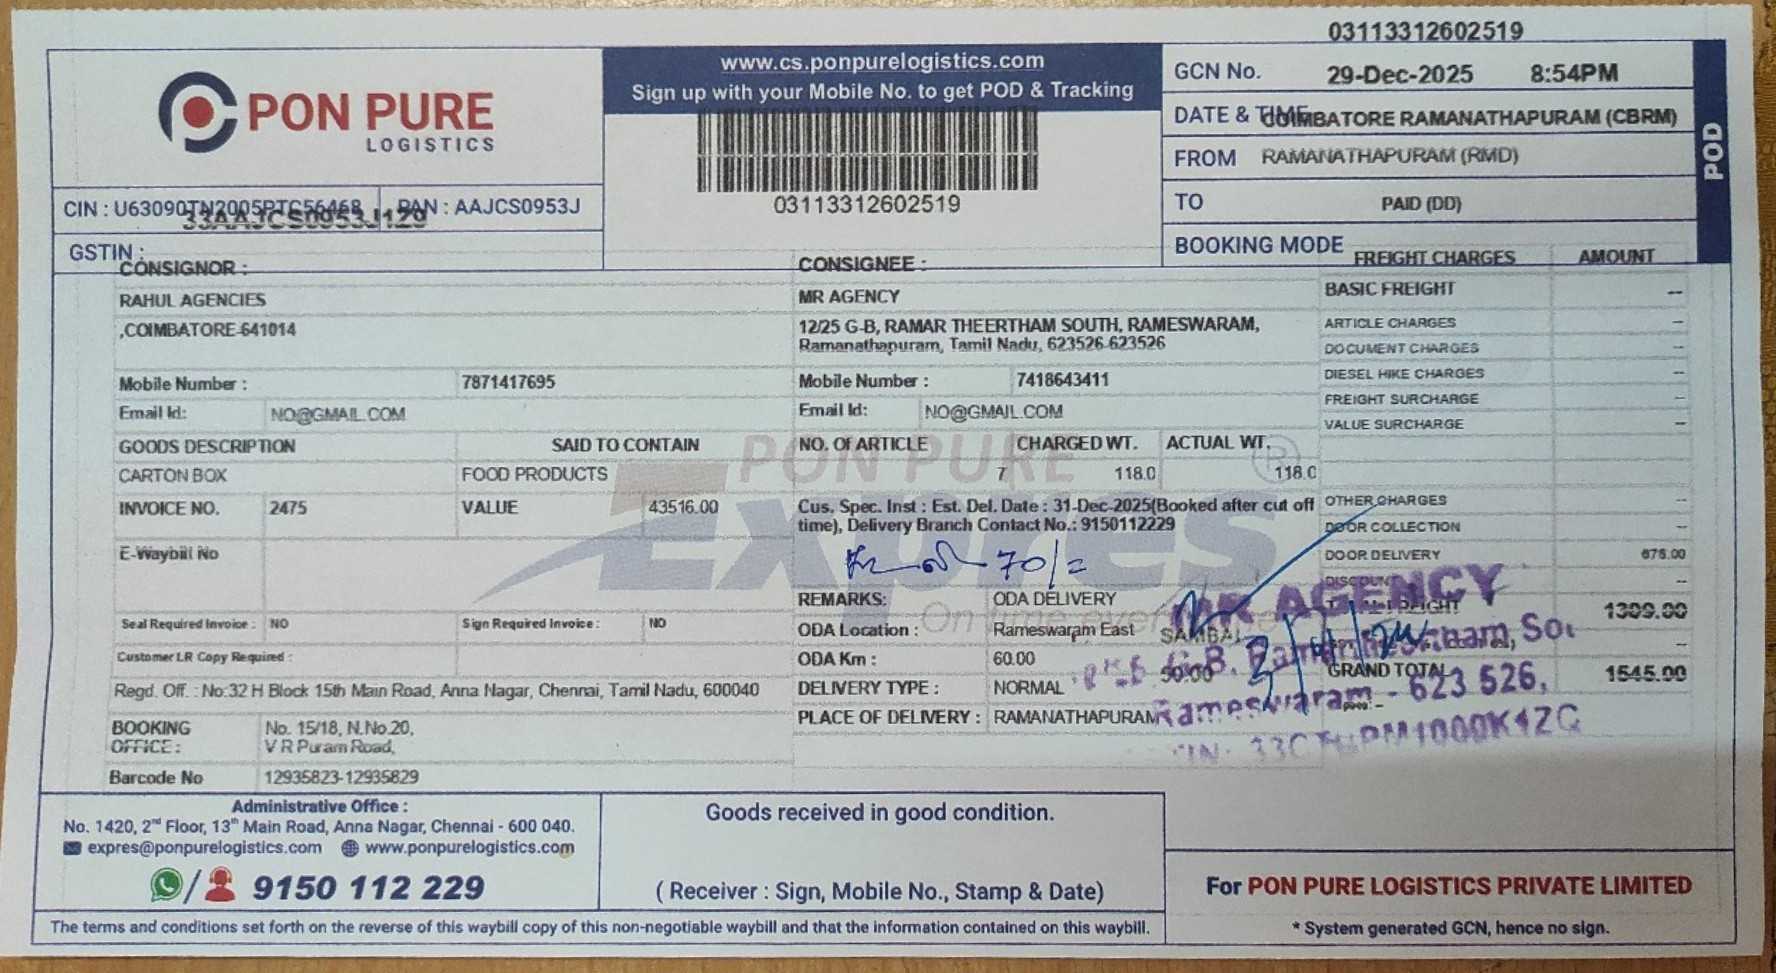 03113312602519
PON PURE
LOGISTICS
www.cs.ponpurelogistics.com
Sign up with your Mobile No. to get POD & Tracking
03113312602519
GCN No. 29-Dec-2025 8:54PM
DATE & TIME COIMBATORE RAMANATHAPURAM (CBRM)
FROM RAMANATHAPURAM (RMD)
TO PAID (DD)
BOOKING MODE
POD
CIN : U63090TN2005PTC56468 PAN : AAJCS0953J
33AAJCS0953J1Z9
GSTIN :
CONSIGNOR :
RAHUL AGENCIES
,COIMBATORE-641014
Mobile Number : 7871417695
Email Id: NO@GMAIL.COM
GOODS DESCRIPTION SAID TO CONTAIN
CARTON BOX FOOD PRODUCTS
INVOICE NO. 2475 VALUE 43516.00
E-Waybill No
Seal Required Invoice : NO Sign Required Invoice : NO
Customer LR Copy Required :
Regd. Off. : No:32 H Block 15th Main Road, Anna Nagar, Chennai, Tamil Nadu, 600040
BOOKING OFFICE : No. 15/18, N.No.20,
V R Puram Road,
Barcode No 12935823-12935829
CONSIGNEE :
MR AGENCY
12/25 G-B, RAMAR THEERTHAM SOUTH, RAMESWARAM,
Ramanathapuram, Tamil Nadu, 623526-623526
Mobile Number : 7418643411
Email Id: NO@GMAIL.COM
NO. Of ARTICLE CHARGED WT. ACTUAL WT.
7 118.0 118.0
Cus. Spec. Inst : Est. Del. Date : 31-Dec-2025(Booked after cut off
time), Delivery Branch Contact No.: 9150112229
70/=
REMARKS: ODA DELIVERY
ODA Location : Rameswaram East
ODA Km : 60.00
DELIVERY TYPE : NORMAL
PLACE OF DELIVERY : RAMANATHAPURAM
FREIGHT CHARGES AMOUNT
BASIC FREIGHT --
ARTICLE CHARGES --
DOCUMENT CHARGES --
DIESEL HIKE CHARGES --
FREIGHT SURCHARGE --
VALUE SURCHARGE --
OTHER CHARGES --
DOOR COLLECTION --
DOOR DELIVERY 676.00
DISCOUNT --
1309.00
--
GRAND TOTAL 1545.00
PON PURE
Expres
®
MR AGENCY
Rameswaram - 623 526,
Administrative Office :
No. 1420, 2nd Floor, 13th Main Road, Anna Nagar, Chennai - 600 040.
expres@ponpurelogistics.com www.ponpurelogistics.com
/ 9150 112 229
Goods received in good condition.
( Receiver : Sign, Mobile No., Stamp & Date)
For PON PURE LOGISTICS PRIVATE LIMITED
* System generated GCN, hence no sign.
The terms and conditions set forth on the reverse of this waybill copy of this non-negotiable waybill and that the information contained on this waybill.